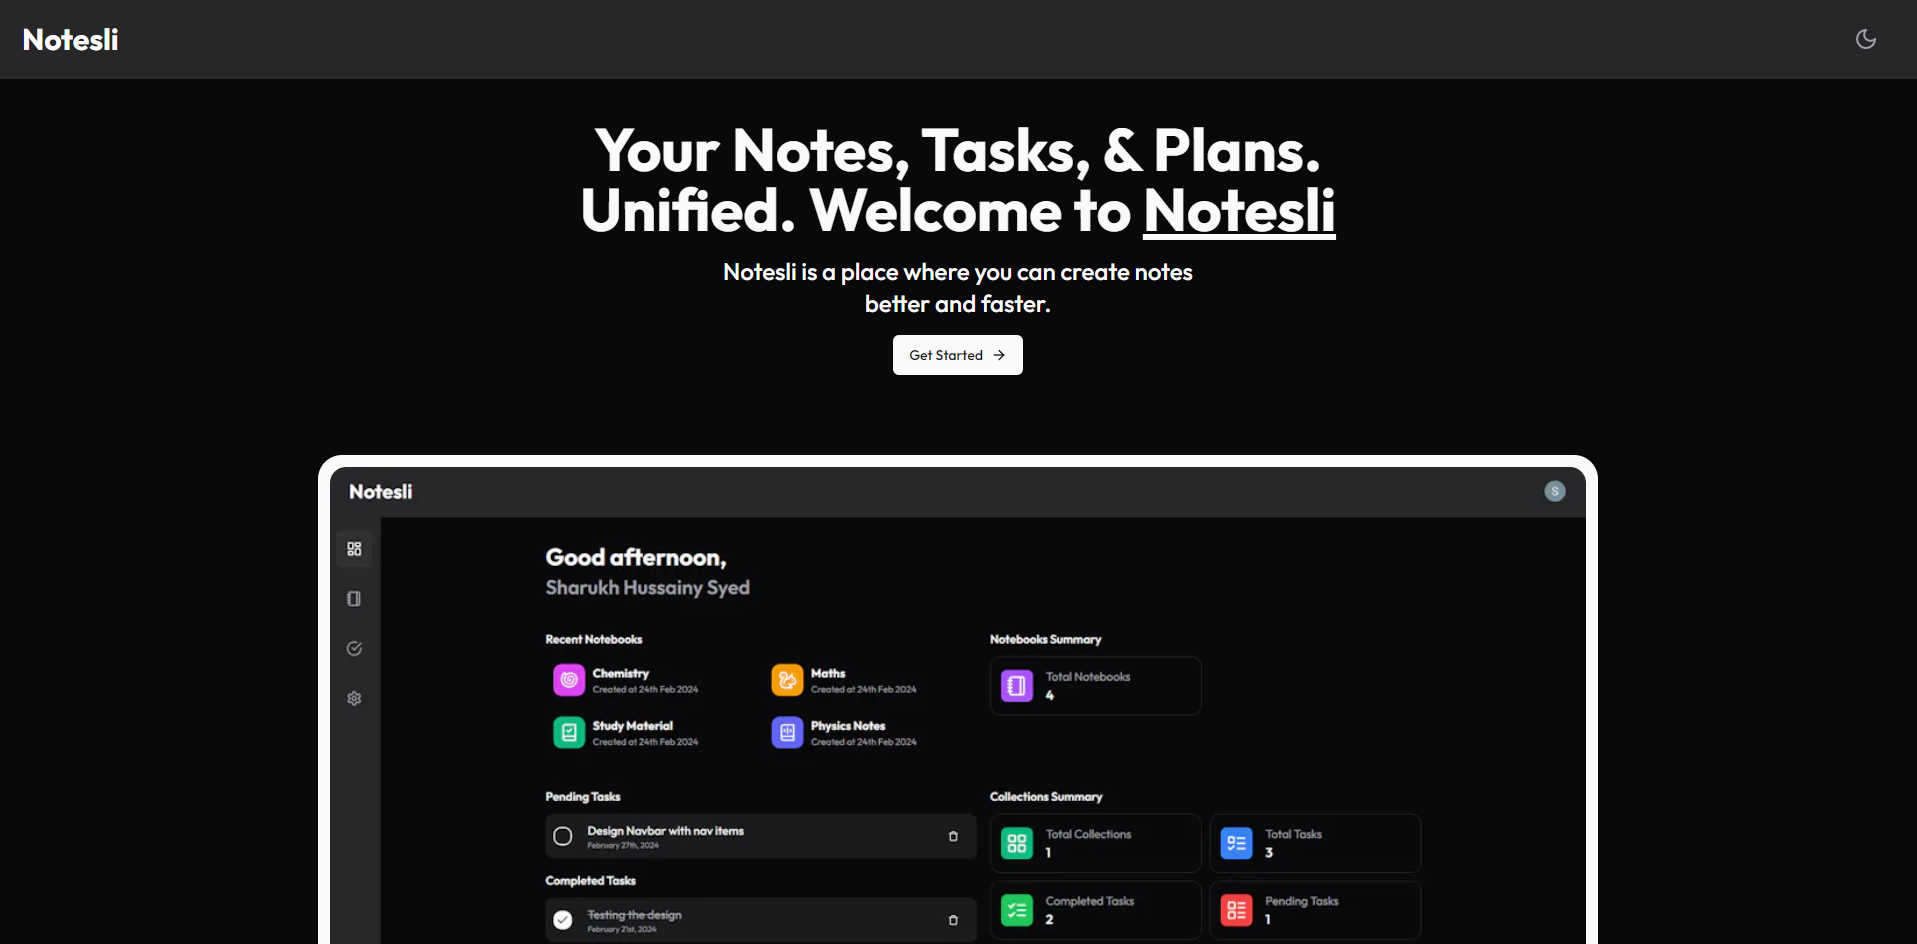 Notesli
Your Notes, Tasks, & Plans.
Unified. Welcome to Notesli
Notesli is a place where you can create notes
better and faster.
Get Started
Notesli
S
Good afternoon,
Sharukh Hussainy Syed
Recent Notebooks
Chemistry
Created at 24th Feb 2024
Maths
Created at 24th Feb 2024
Study Material
Created at 24th Feb 2024
Physics Notes
Created at 24th Feb 2024
Notebooks Summary
Total Notebooks
4
Pending Tasks
Design Navbar with nav items
February 27th, 2024
Completed Tasks
Testing the design
February 21st, 2024
Collections Summary
Total Collections
1
Total Tasks
3
Completed Tasks
2
Pending Tasks
1